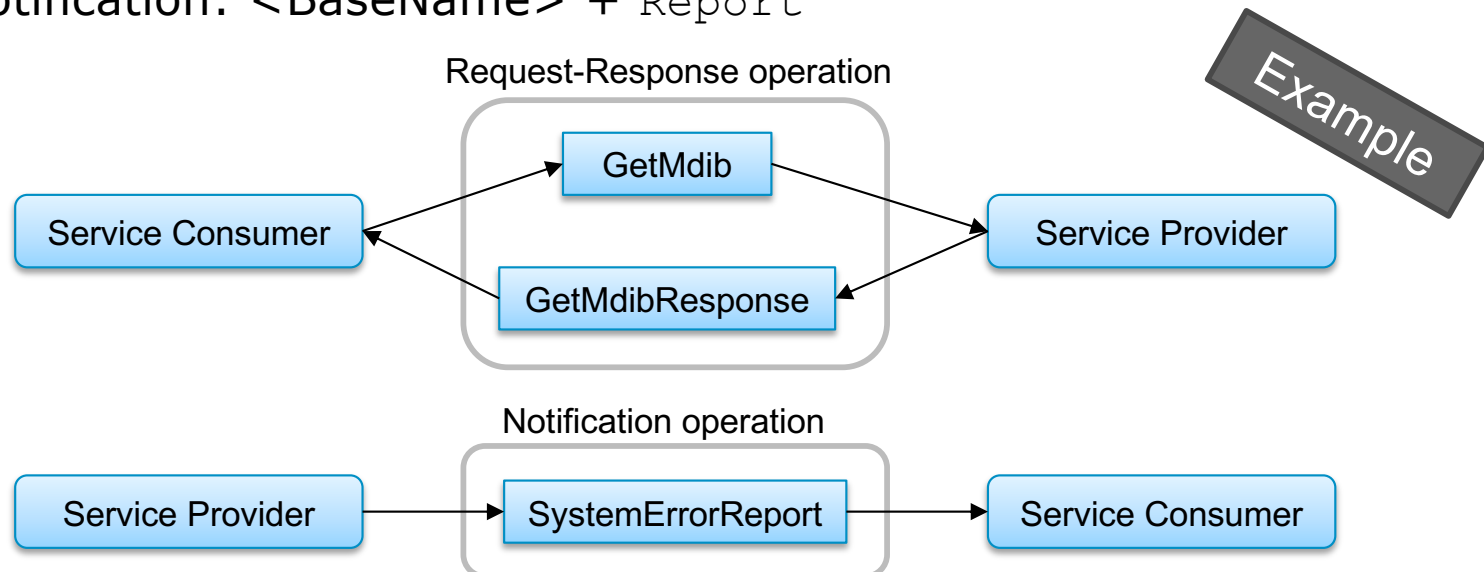 otification: <BaseName> + Report
Example
Request-Response operation
GetMdib
Service Consumer
Service Provider
GetMdibResponse
Notification operation
Service Provider
SystemErrorReport
Service Consumer